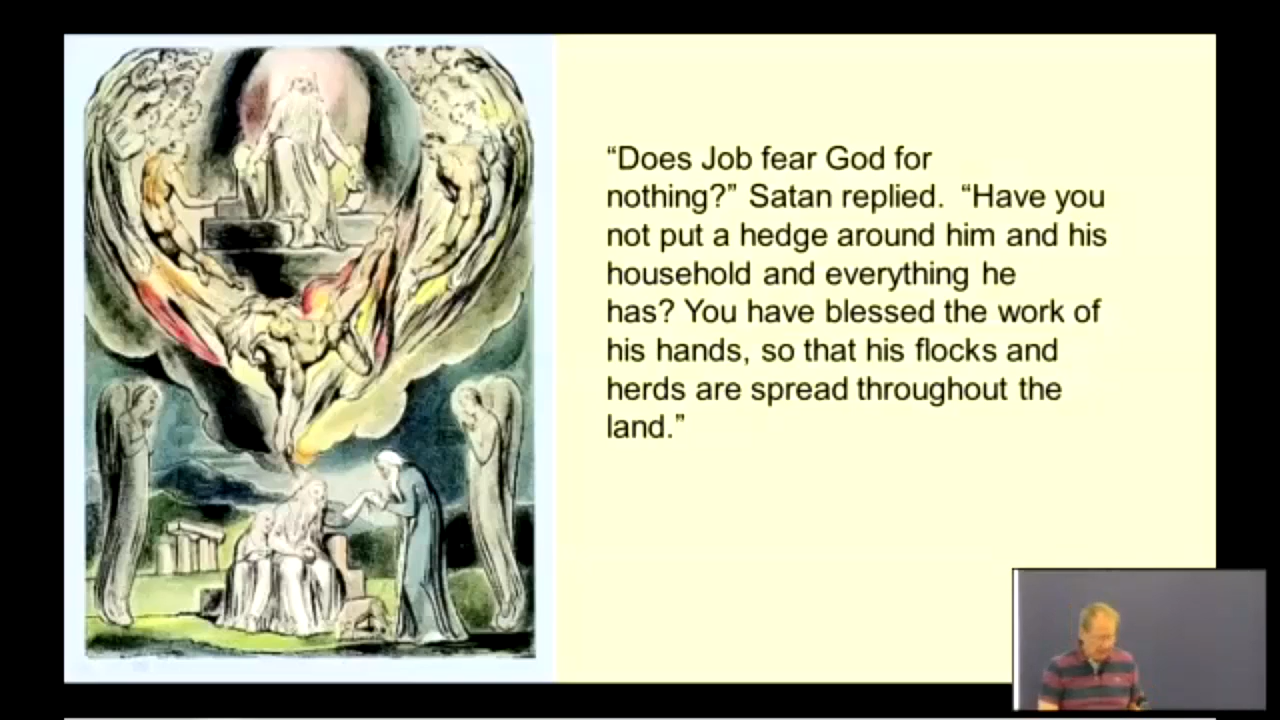 “Does Job fear God for
nothing?” Satan replied.  “Have you
not put a hedge around him and his
household and everything he
has? You have blessed the work of
his hands, so that his flocks and
herds are spread throughout the
land.”